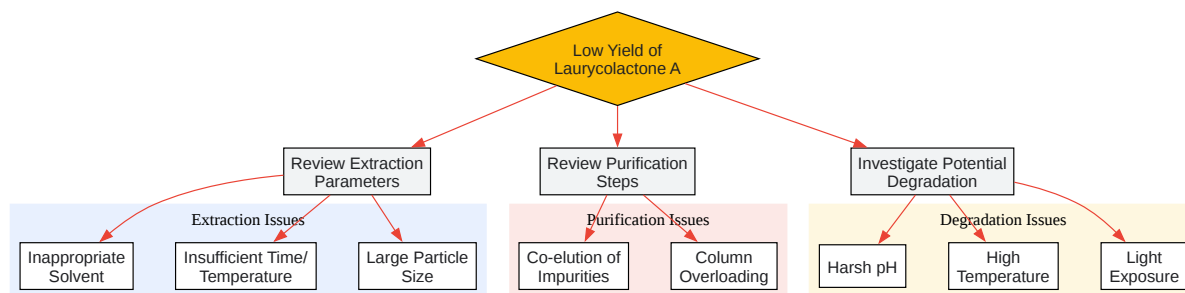 Low Yield of
Laurycolactone A
Review Extraction
Parameters
Review Purification
Steps
Investigate Potential
Degradation
Extraction Issues
Purification Issues
Degradation Issues
Inappropriate
Solvent
Insufficient Time/
Temperature
Large Particle
Size
Co-elution of
Impurities
Column
Overloading
Harsh pH
High
Temperature
Light
Exposure